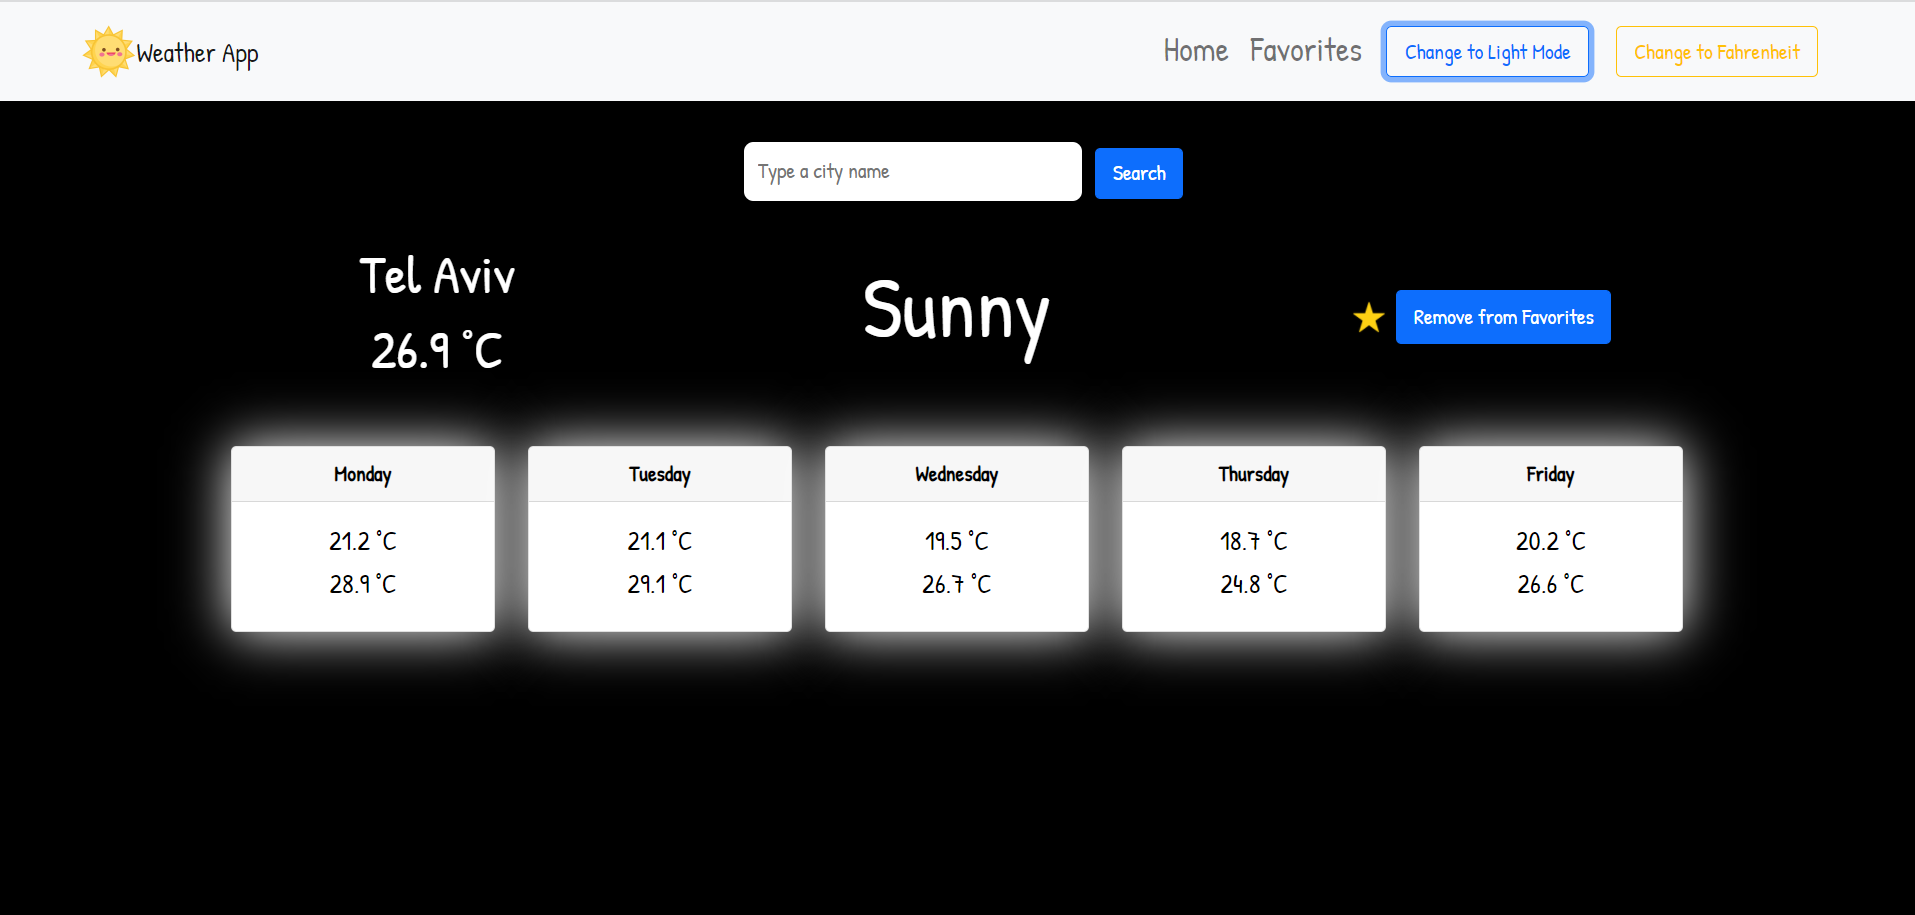 Weather App
Home Favorites Change to Light Mode Change to Fahrenheit
Type a city name Search
Tel Aviv
26.9 °C
Sunny
Remove from Favorites
Monday
21.2 °C
28.9 °C
Tuesday
21.1 °C
29.1 °C
Wednesday
19.5 °C
26.7 °C
Thursday
18.7 °C
24.8 °C
Friday
20.2 °C
26.6 °C